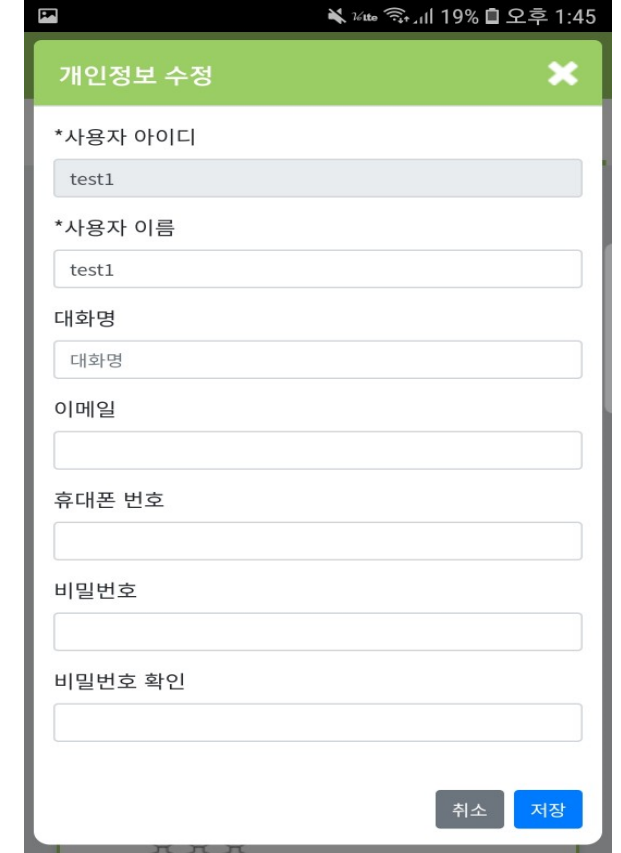 19% 오후 1:45
개인정보 수정
*사용자 아이디
test1
*사용자 이름
test1
대화명
대화명
이메일
휴대폰 번호
비밀번호
비밀번호 확인
취소 저장